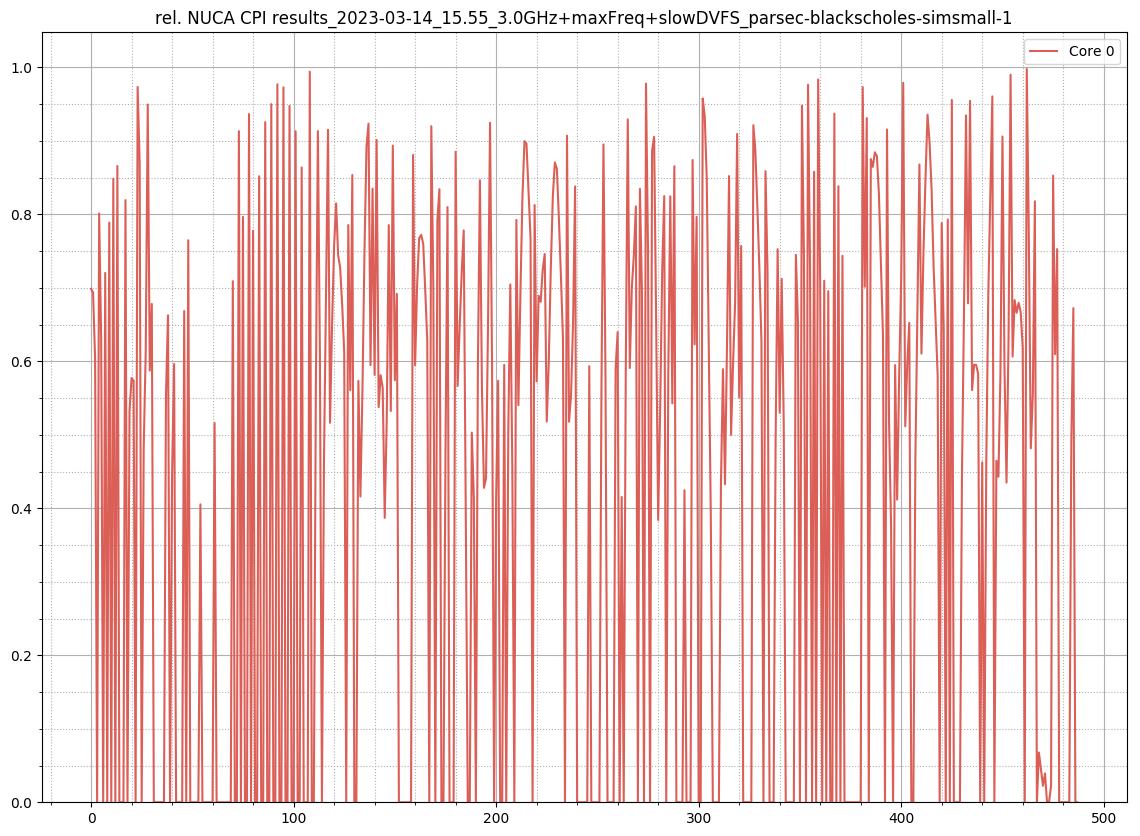 rel. NUCA CPI results_2023-03-14_15.55_3.0GHz+maxFreq+slowDVFS_parsec-blackscholes-simsmall-1
Core 0
1.0
0.8
0.6
0.4
0.2
0.0
0 100 200 300 400 500